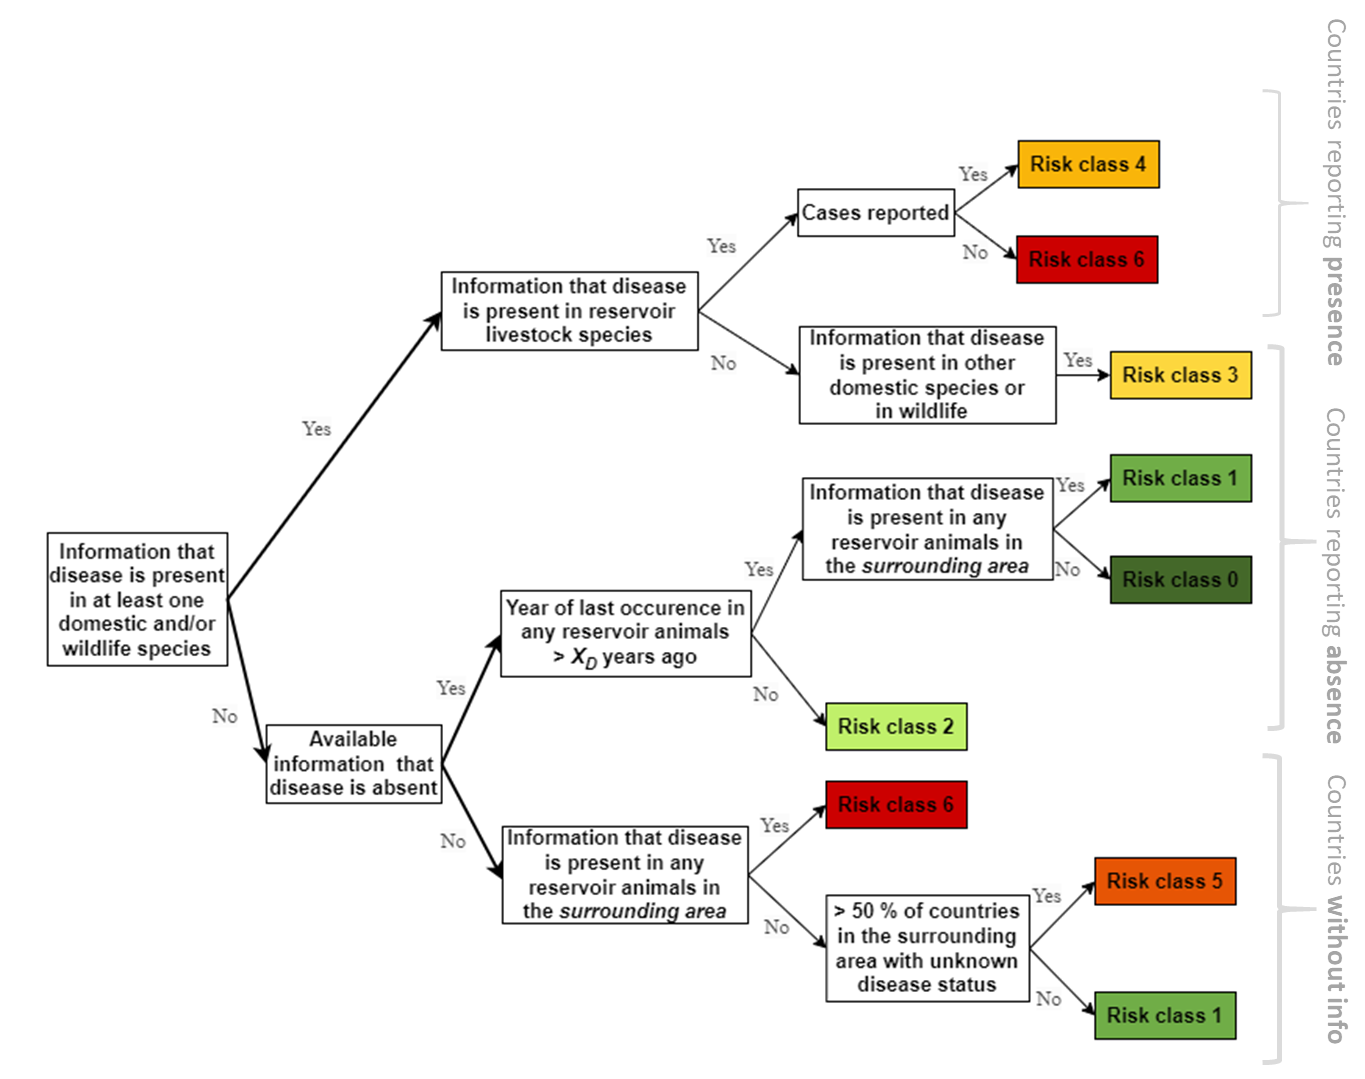 Countries reporting presence
Risk class 4
Yes
Cases reported
No
Risk class 6
Yes
Information that disease
is present in reservoir
livestock species
No
Information that disease
is present in other
domestic species or
in wildlife
Yes
Risk class 3
Yes
Countries reporting absence
Information that disease
is present in any
reservoir animals in
the surrounding area
Yes
Risk class 1
No
Risk class 0
Information that
disease is present
in at least one
domestic and/or
wildlife species
Yes
Year of last occurence in
any reservoir animals
> XD years ago
No
Risk class 2
Yes
No
Available
information that
disease is absent
No
Countries without info
Information that disease
is present in any
reservoir animals in
the surrounding area
Yes
Risk class 6
No
> 50 % of countries
in the surrounding
area with unknown
disease status
Yes
Risk class 5
No
Risk class 1